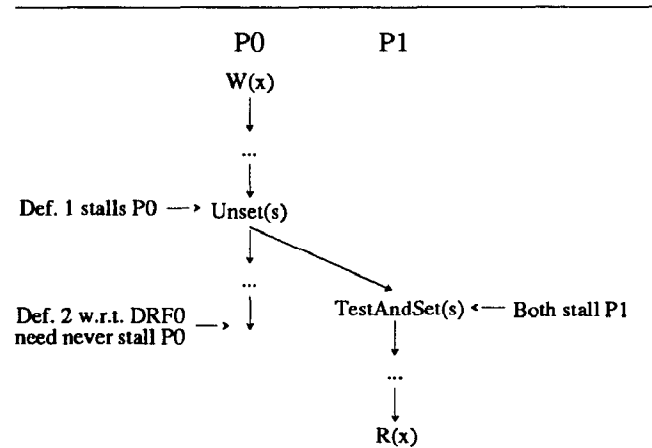 P0 P1
W(x)
...
Def. 1 stalls P0 Unset(s)
...
Def. 2 w.r.t. DRF0
need never stall P0
TestAndSet(s) Both stall P1
...
R(x)